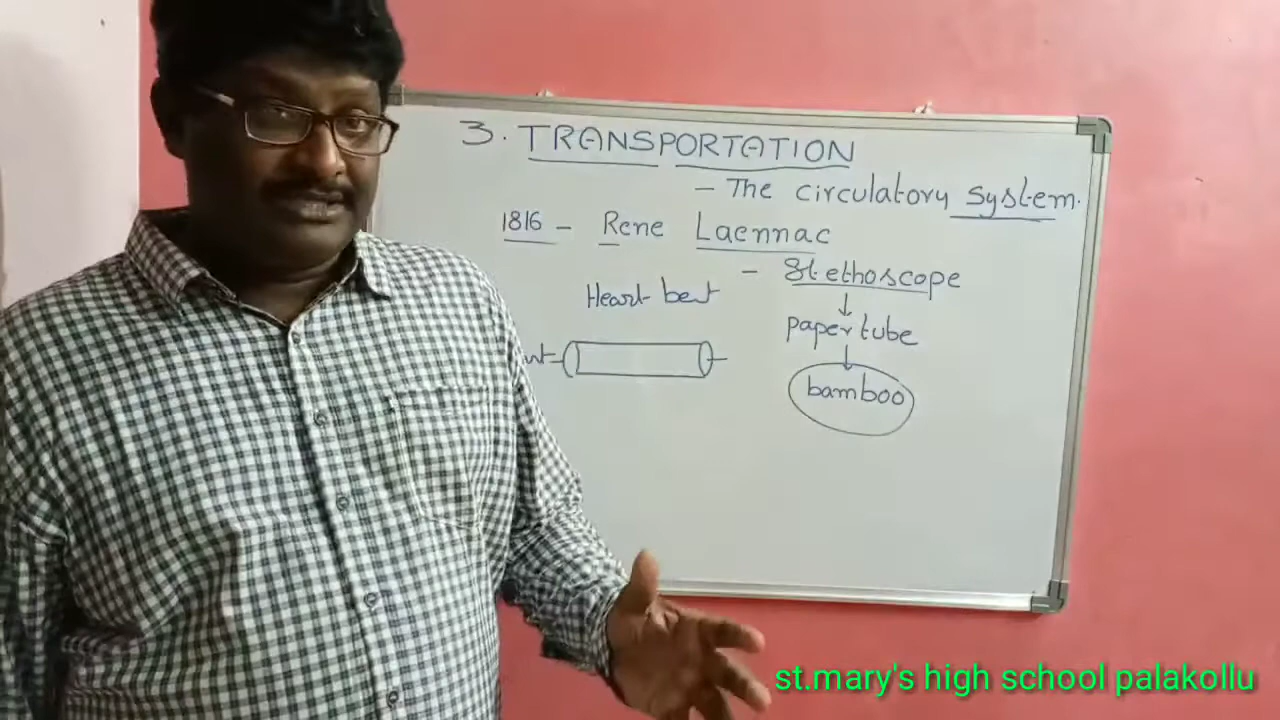 3. TRANSPORTATION
- The circulatory system.
1816 - Rene Laennac
- Stethoscope
Heart beat
paper tube
bamboo
st.mary's high school palakollu